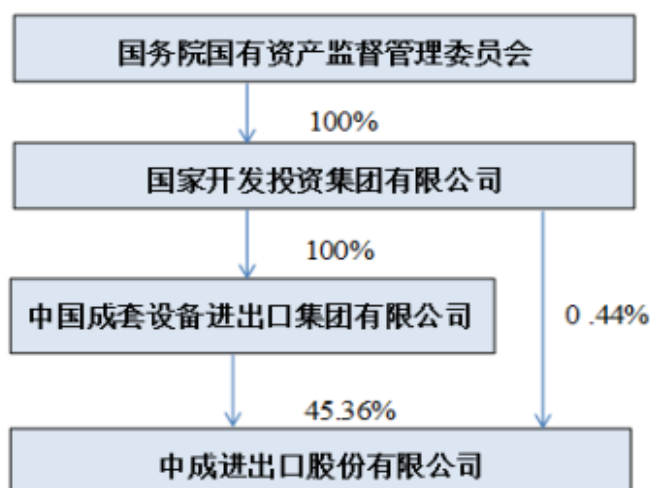 国务院国有资产监督管理委员会
100%
国家开发投资集团有限公司
100%
中国成套设备进出口集团有限公司
0 .44%
45.36%
中成进出口股份有限公司